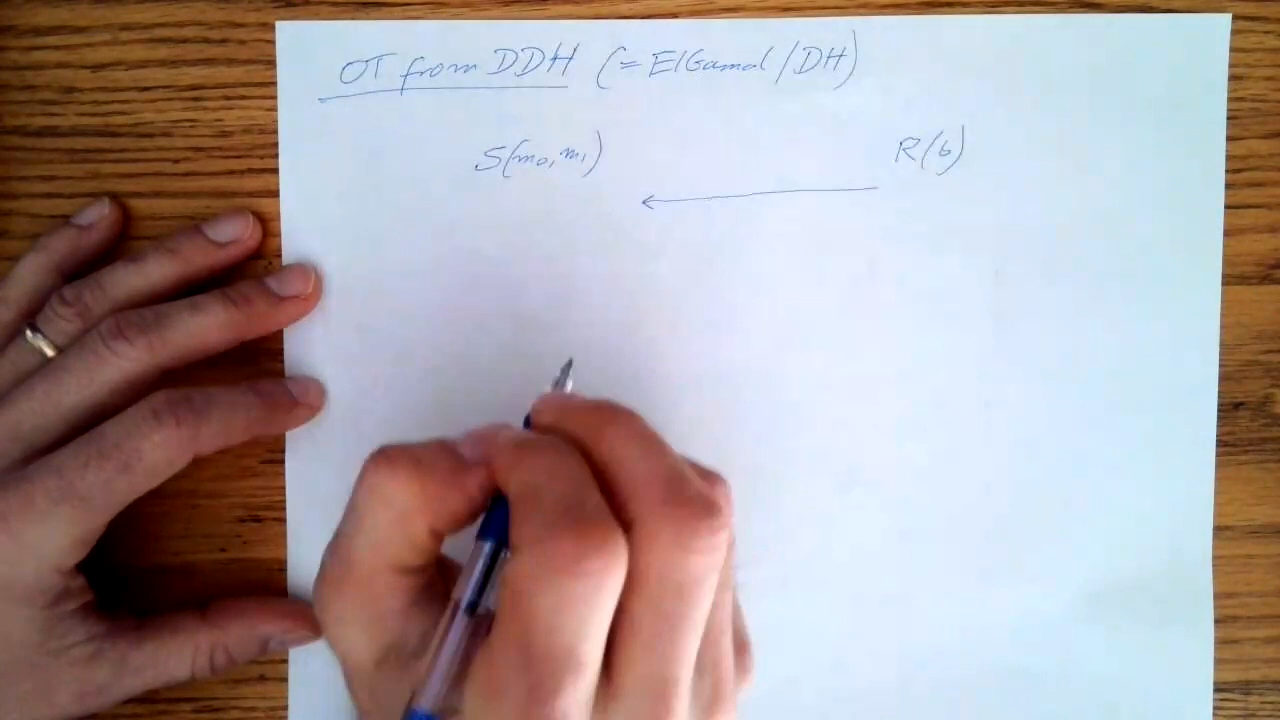 OT from DDH (= ElGamal / DH)
S(m0, m1) R(b)